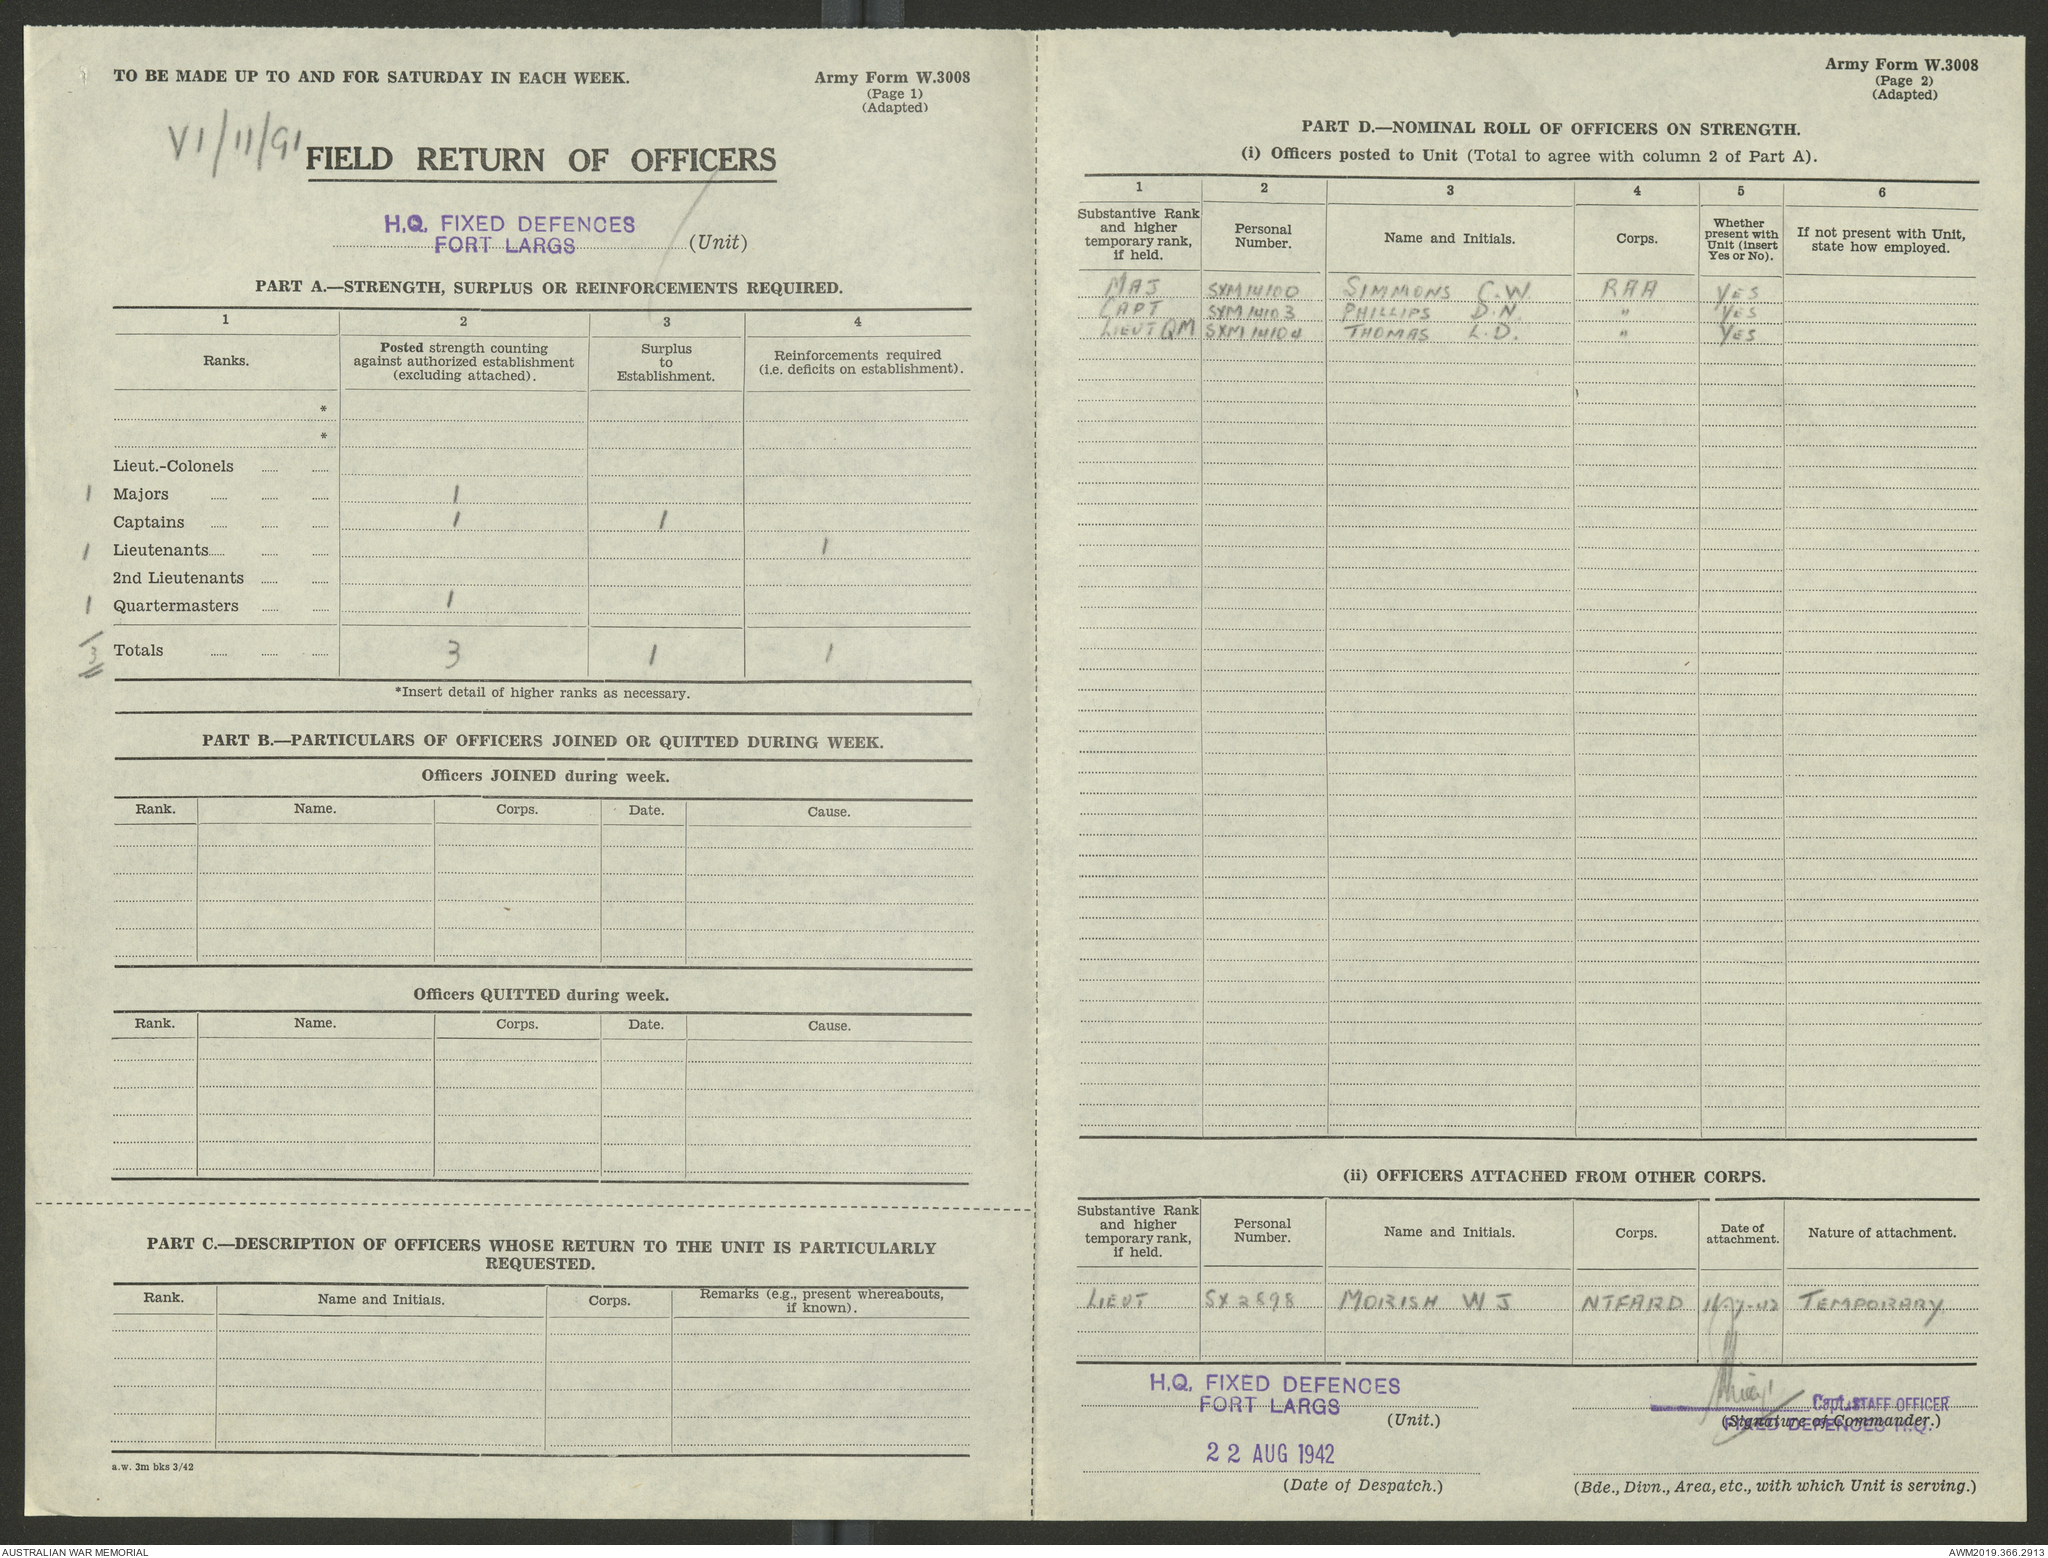 TO BE MADE UP TO AND FOR SATURDAY IN EACH WEEK.
Army Form W.3008
(Page 1)
(Adapted)
VI/11/91
FIELD RETURN OF OFFICERS
H.Q. FIXED DEFENCES
FORT LARGS (Unit)
PART A.—STRENGTH, SURPLUS OR REINFORCEMENTS REQUIRED.
1 2 3 4
Ranks. Posted strength counting against authorized establishment (excluding attached). Surplus to Establishment. Reinforcements required (i.e. deficits on establishment).
*
*
Lieut.-Colonels
1 Majors 1
Captains 1 1
1 Lieutenants 1
2nd Lieutenants
1 Quartermasters 1
3 Totals 3 1 1
*Insert detail of higher ranks as necessary.
PART B.—PARTICULARS OF OFFICERS JOINED OR QUITTED DURING WEEK.
Officers JOINED during week.
Rank. Name. Corps. Date. Cause.
Officers QUITTED during week.
Rank. Name. Corps. Date. Cause.
PART C.—DESCRIPTION OF OFFICERS WHOSE RETURN TO THE UNIT IS PARTICULARLY
REQUESTED.
Rank. Name and Initials. Corps. Remarks (e.g., present whereabouts, if known).
a.w. 3m bks 3/42
Army Form W.3008
(Page 2)
(Adapted)
PART D.—NOMINAL ROLL OF OFFICERS ON STRENGTH.
(i) Officers posted to Unit (Total to agree with column 2 of Part A).
1 2 3 4 5 6
Substantive Rank and higher temporary rank, if held. Personal Number. Name and Initials. Corps. Whether present with Unit (insert Yes or No). If not present with Unit, state how employed.
MAJ SXM14100 SIMMONS C.W. RAA YES
CAPT SXM14103 PHILLIPS D.N. " YES
LIEUT QM SXM14104 THOMAS L.D. " YES
(ii) OFFICERS ATTACHED FROM OTHER CORPS.
Substantive Rank and higher temporary rank, if held. Personal Number. Name and Initials. Corps. Date of attachment. Nature of attachment.
LIEUT SX2598 MORISH W J NTFARD 16-7-42 TEMPORARY
H.Q. FIXED DEFENCES
FORT LARGS (Unit.)
Capt. STAFF OFFICER
(Signature of Commander.)
FIXED DEFENCES H.Q.
22 AUG 1942
(Date of Despatch.)
(Bde., Divn., Area, etc., with which Unit is serving.)
AUSTRALIAN WAR MEMORIAL
AWM2019.366.2913